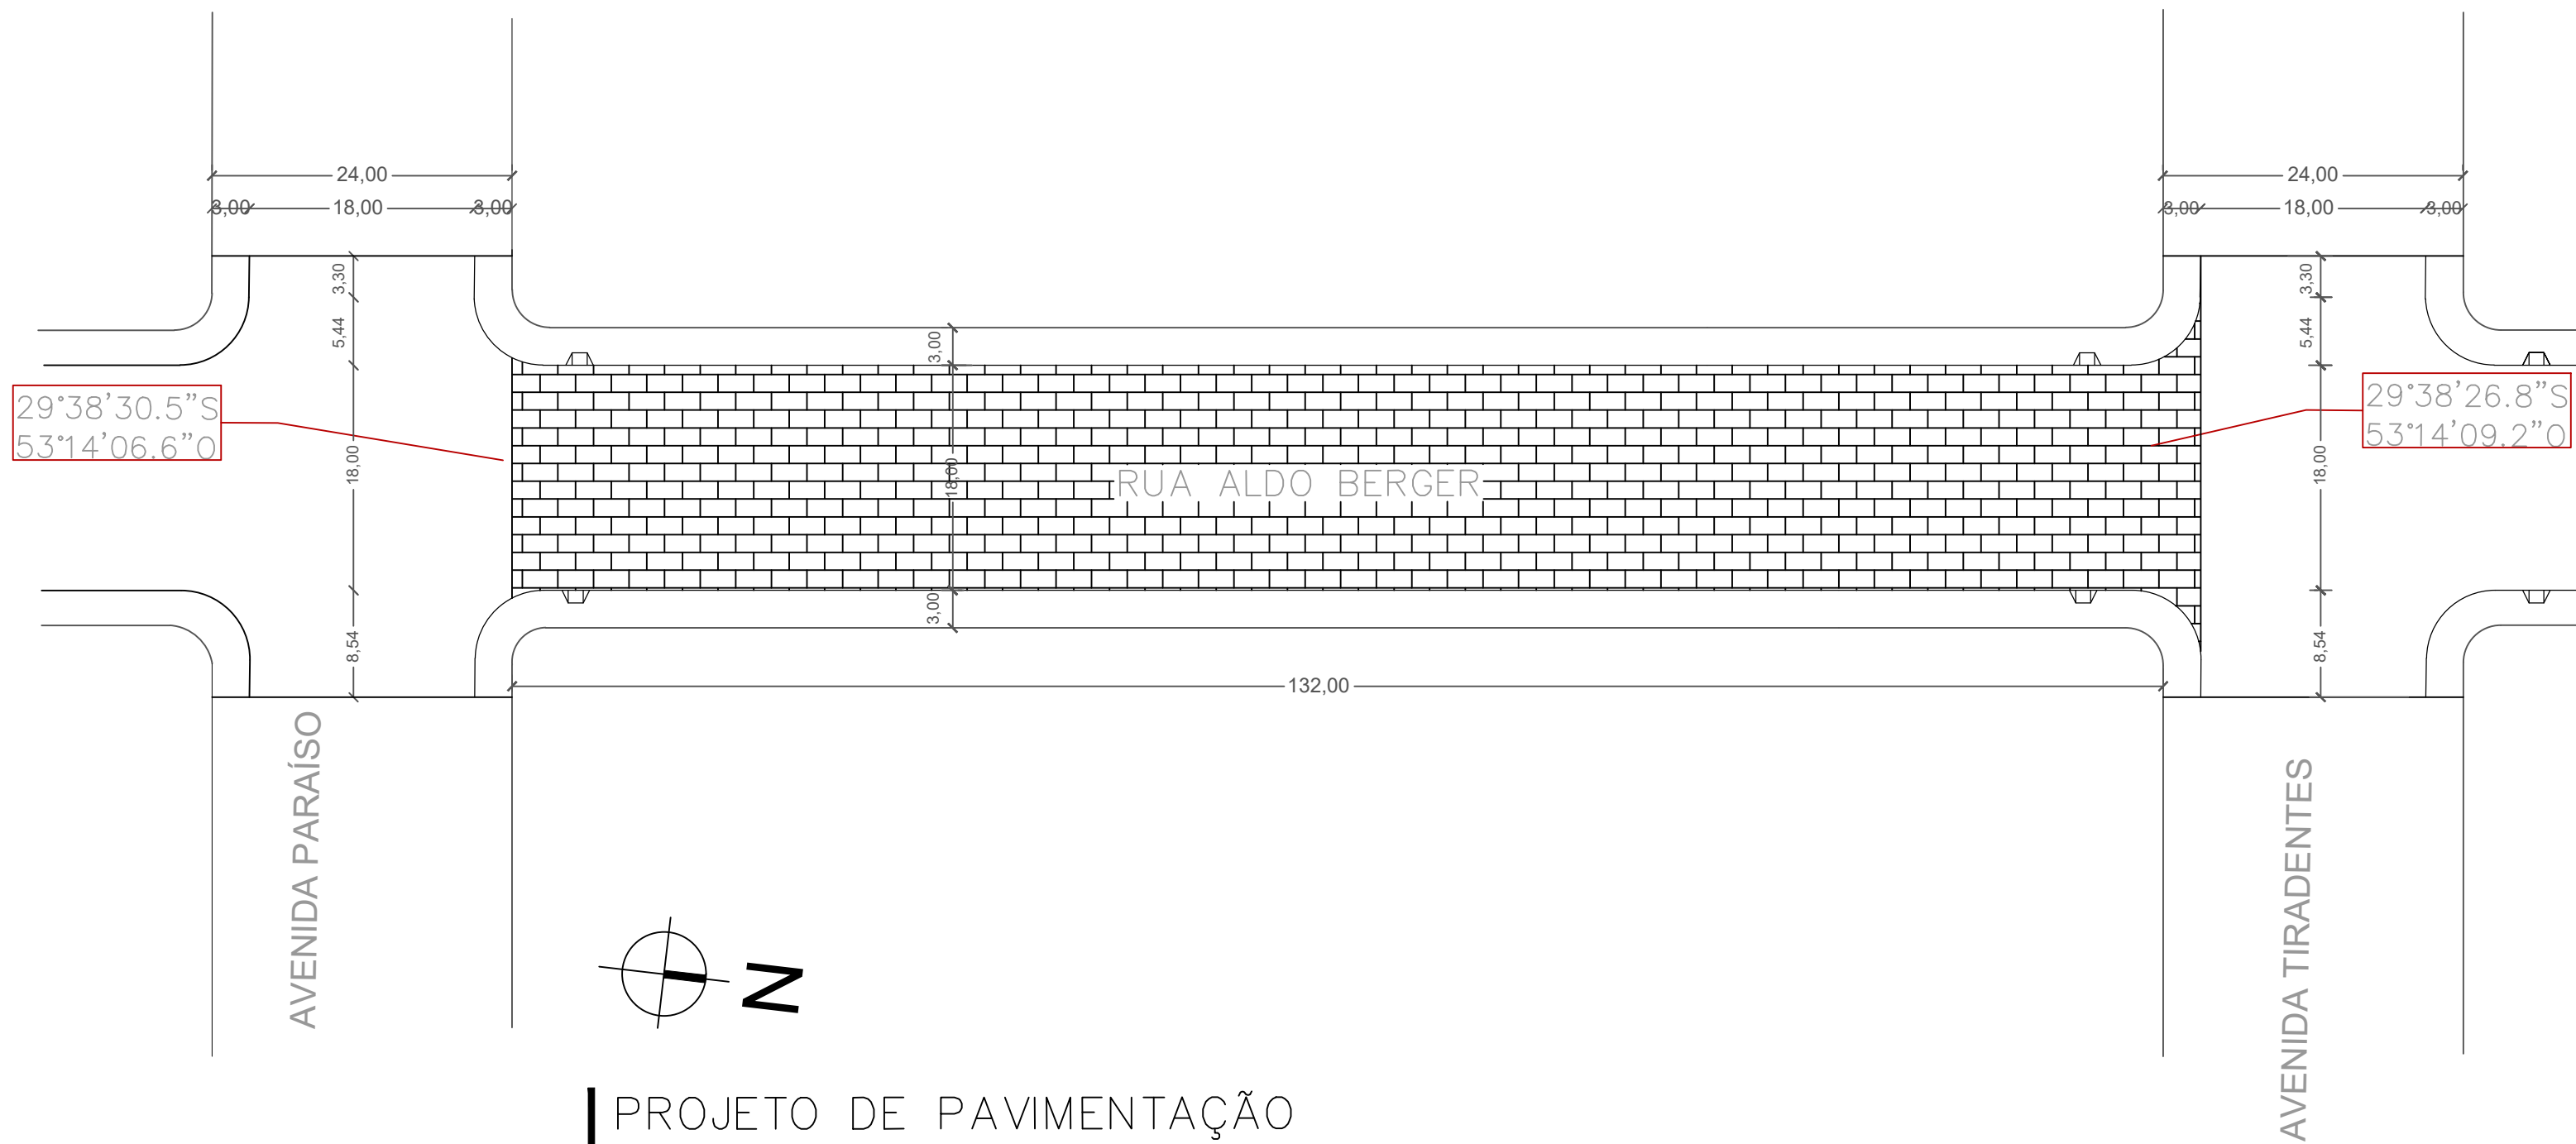 24,00
24,00
3,00
18,00
3,00
3,00
18,00
3,00
3,30
3,30
5,44
5,44
3,00
29°38'30.5"S
53°14'06.6"O
29°38'26.8"S
53°14'09.2"O
18,00
18,00
18,00
RUA ALDO BERGER
3,00
8,54
8,54
132,00
AVENIDA PARAÍSO
AVENIDA TIRADENTES
N
PROJETO DE PAVIMENTAÇÃO